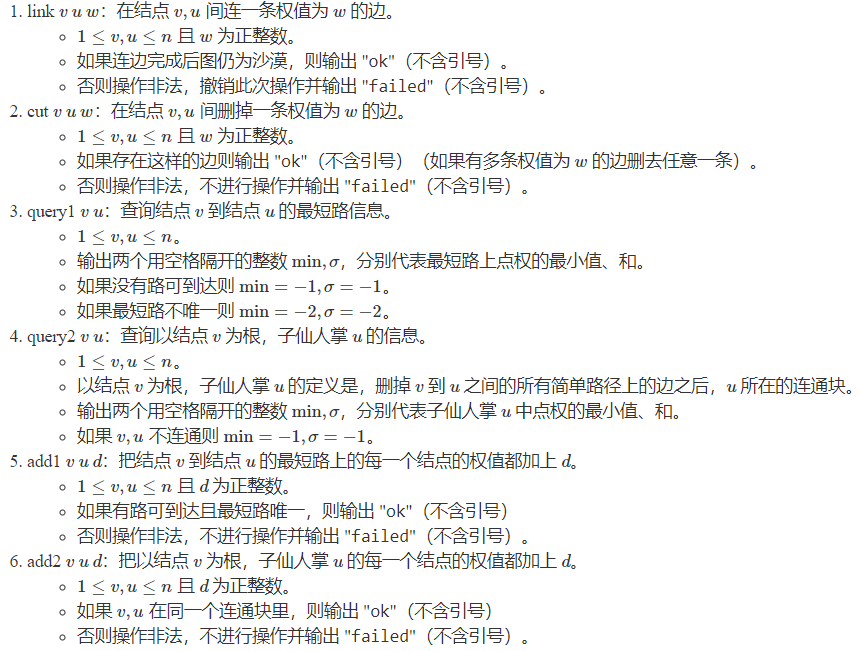 1. link v u w：在结点 v, u 间连一条权值为 w 的边。
○ 1 ≤ v, u ≤ n 且 w 为正整数。
○ 如果连边完成后图仍为沙漠，则输出 "ok"（不含引号）。
○ 否则操作非法，撤销此次操作并输出 "failed"（不含引号）。
2. cut v u w：在结点 v, u 间删掉一条权值为 w 的边。
○ 1 ≤ v, u ≤ n 且 w 为正整数。
○ 如果存在这样的边则输出 "ok"（不含引号）（如果有多条权值为 w 的边删去任意一条）。
○ 否则操作非法，不进行操作并输出 "failed"（不含引号）。
3. query1 v u：查询结点 v 到结点 u 的最短路信息。
○ 1 ≤ v, u ≤ n。
○ 输出两个用空格隔开的整数 min, σ，分别代表最短路上点权的最小值、和。
○ 如果没有路可到达则 min = −1, σ = −1。
○ 如果最短路不唯一则 min = −2, σ = −2。
4. query2 v u：查询以结点 v 为根，子仙人掌 u 的信息。
○ 1 ≤ v, u ≤ n。
○ 以结点 v 为根，子仙人掌 u 的定义是，删掉 v 到 u 之间的所有简单路径上的边之后，u 所在的连通块。
○ 输出两个用空格隔开的整数 min, σ，分别代表子仙人掌 u 中点权的最小值、和。
○ 如果 v, u 不连通则 min = −1, σ = −1。
5. add1 v u d：把结点 v 到结点 u 的最短路上的每一个结点的权值都加上 d。
○ 1 ≤ v, u ≤ n 且 d 为正整数。
○ 如果有路可到达且最短路唯一，则输出 "ok"（不含引号）
○ 否则操作非法，不进行操作并输出 "failed"（不含引号）。
6. add2 v u d：把以结点 v 为根，子仙人掌 u 的每一个结点的权值都加上 d。
○ 1 ≤ v, u ≤ n 且 d 为正整数。
○ 如果 v, u 在同一个连通块里，则输出 "ok"（不含引号）
○ 否则操作非法，不进行操作并输出 "failed"（不含引号）。